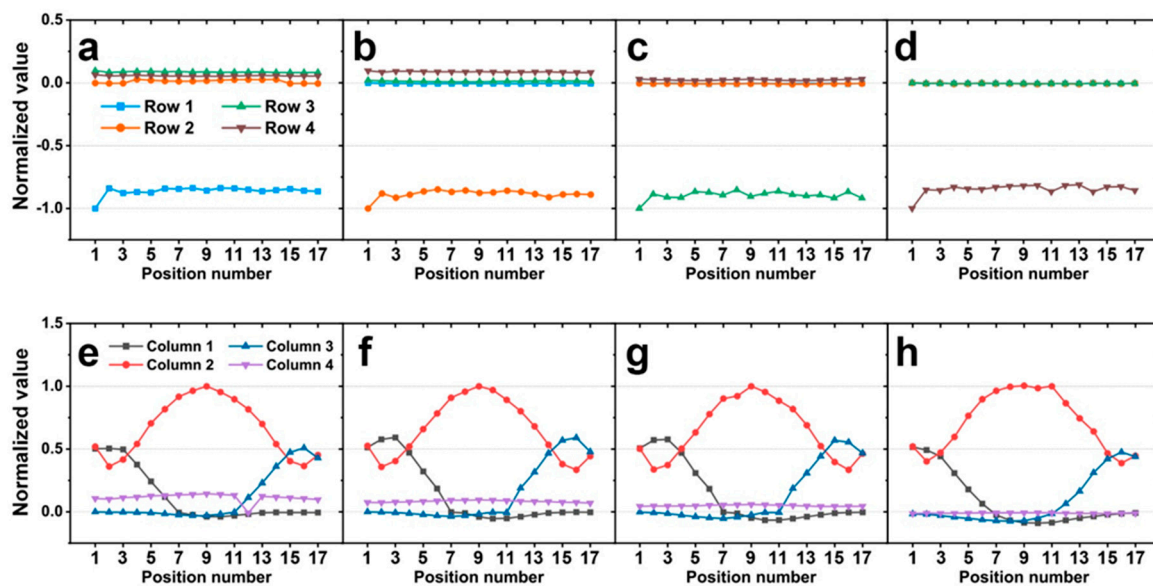 1.0
0.5
0.0
-0.5
-1.0
Normalized value
a
b
c
d
Row 1 Row 3
Row 2 Row 4
1 3 5 7 9 11 13 15 17
1 3 5 7 9 11 13 15 17
1 3 5 7 9 11 13 15 17
1 3 5 7 9 11 13 15 17
Position number
Position number
Position number
Position number
1.5
1.0
0.5
0.0
Normalized value
e
f
g
h
Column 1 Column 3
Column 2 Column 4
1 3 5 7 9 11 13 15 17
1 3 5 7 9 11 13 15 17
1 3 5 7 9 11 13 15 17
1 3 5 7 9 11 13 15 17
Position number
Position number
Position number
Position number